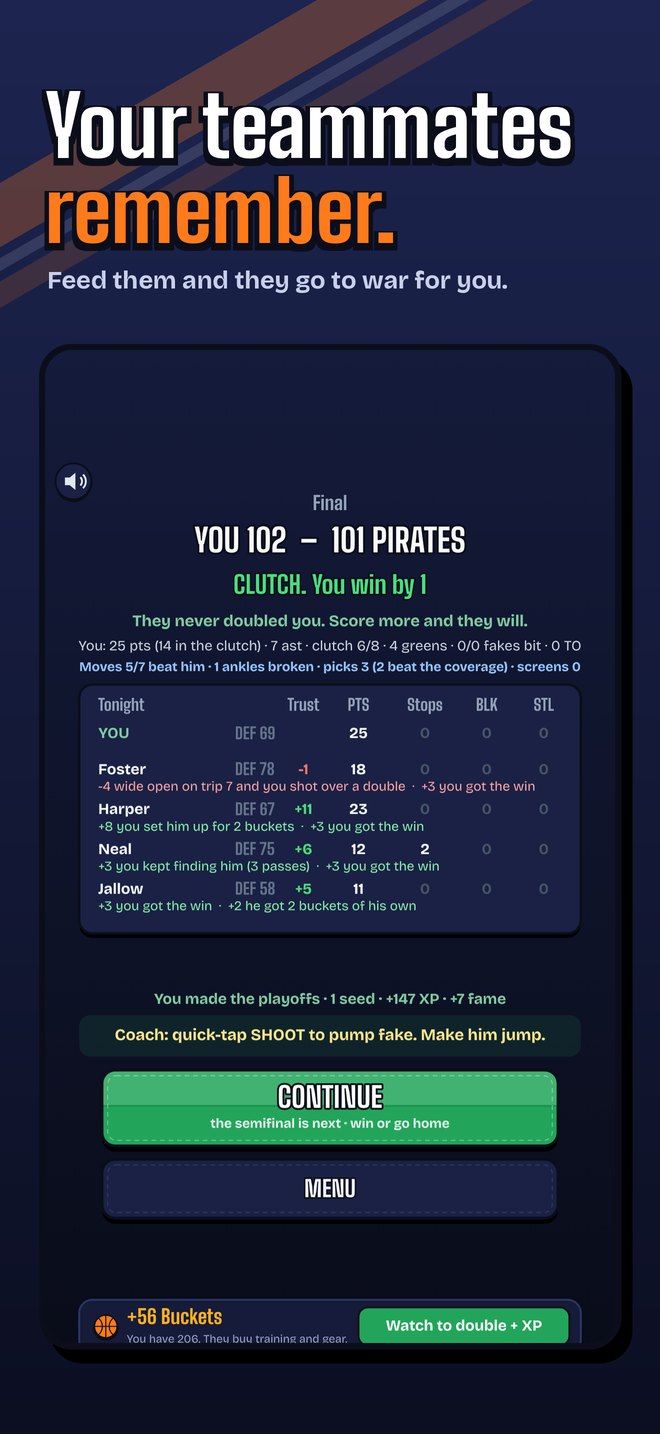 Your teammates
remember.
Feed them and they go to war for you.
Final
YOU 102 – 101 PIRATES
CLUTCH. You win by 1
They never doubled you. Score more and they will.
You: 25 pts (14 in the clutch) · 7 ast · clutch 6/8 · 4 greens · 0/0 fakes bit · 0 TO
Moves 5/7 beat him · 1 ankles broken · picks 3 (2 beat the coverage) · screens 0
Tonight Trust PTS Stops BLK STL
YOU DEF 69 25 0 0 0
Foster DEF 78 -1 18 0 0 0
-4 wide open on trip 7 and you shot over a double · +3 you got the win
Harper DEF 67 +11 23 0 0 0
+8 you set him up for 2 buckets · +3 you got the win
Neal DEF 75 +6 12 2 0 0
+3 you kept finding him (3 passes) · +3 you got the win
Jallow DEF 58 +5 11 0 0 0
+3 you got the win · +2 he got 2 buckets of his own
You made the playoffs · 1 seed · +147 XP · +7 fame
Coach: quick-tap SHOOT to pump fake. Make him jump.
CONTINUE
the semifinal is next · win or go home
MENU
+56 Buckets
You have 206. They buy training and gear.
Watch to double + XP